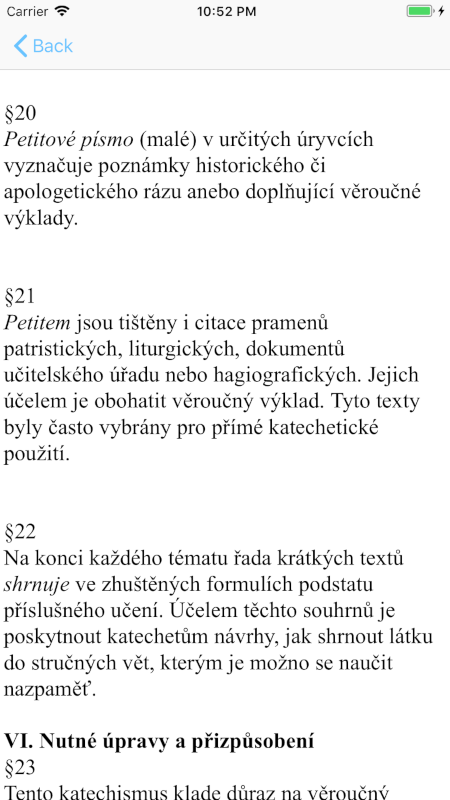 Carrier 10:52 PM
Back
§20
Petitové písmo (malé) v určitých úryvcích
vyznačuje poznámky historického či
apologetického rázu anebo doplňující věroučné
výklady.
§21
Petitem jsou tištěny i citace pramenů
patristických, liturgických, dokumentů
učitelského úřadu nebo hagiografických. Jejich
účelem je obohatit věroučný výklad. Tyto texty
byly často vybrány pro přímé katechetické
použití.
§22
Na konci každého tématu řada krátkých textů
shrnuje ve zhuštěných formulích podstatu
příslušného učení. Účelem těchto souhrnů je
poskytnout katechetům návrhy, jak shrnout látku
do stručných vět, kterým je možno se naučit
nazpaměť.
VI. Nutné úpravy a přizpůsobení
§23
Tento katechismus klade důraz na věroučný